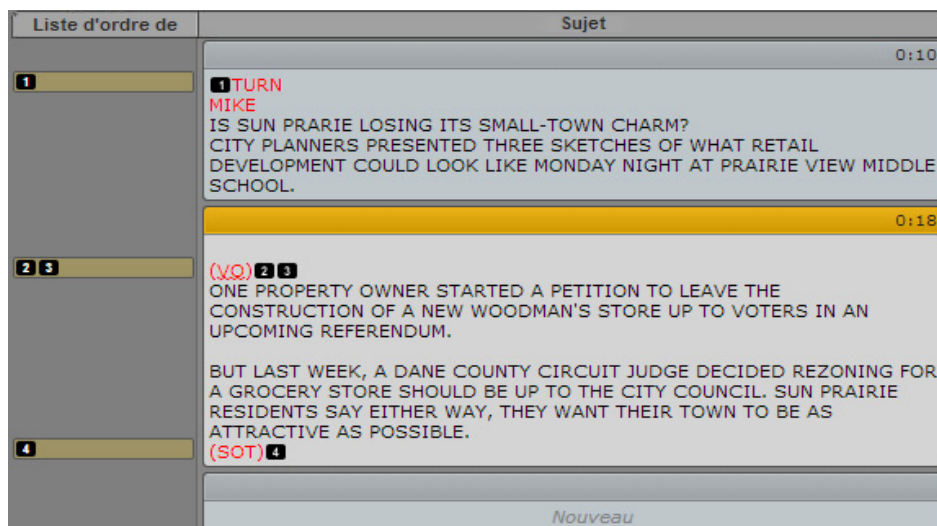 Liste d'ordre de Sujet
0:10
1 1TURN
MIKE
IS SUN PRARIE LOSING ITS SMALL-TOWN CHARM?
CITY PLANNERS PRESENTED THREE SKETCHES OF WHAT RETAIL
DEVELOPMENT COULD LOOK LIKE MONDAY NIGHT AT PRAIRIE VIEW MIDDLE
SCHOOL.
0:18
2 3 (VO)2 3
ONE PROPERTY OWNER STARTED A PETITION TO LEAVE THE
CONSTRUCTION OF A NEW WOODMAN'S STORE UP TO VOTERS IN AN
UPCOMING REFERENDUM.
BUT LAST WEEK, A DANE COUNTY CIRCUIT JUDGE DECIDED REZONING FOR
A GROCERY STORE SHOULD BE UP TO THE CITY COUNCIL. SUN PRAIRIE
RESIDENTS SAY EITHER WAY, THEY WANT THEIR TOWN TO BE AS
ATTRACTIVE AS POSSIBLE.
4 (SOT)4
Nouveau